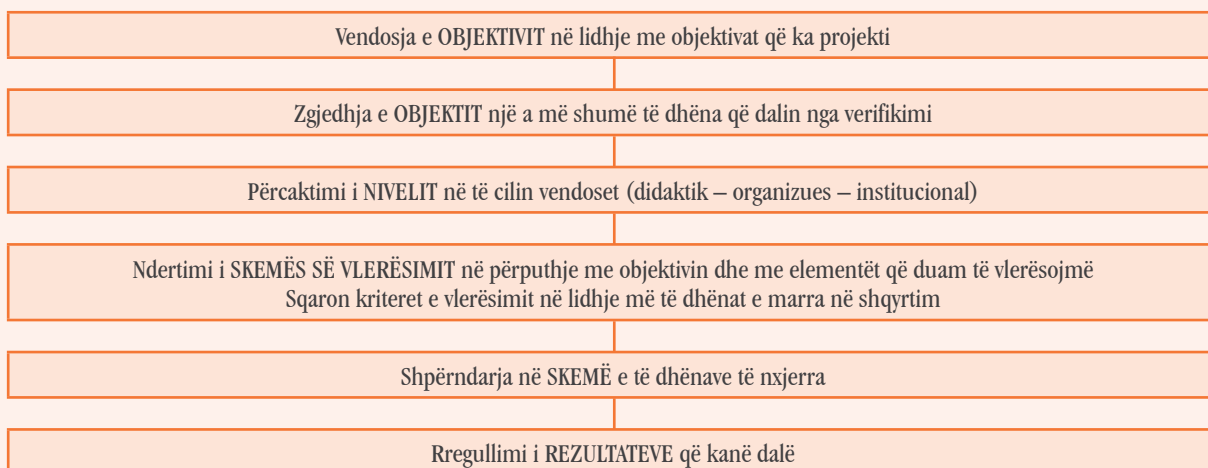 Vendosja e OBJEKTIVIT në lidhje me objektivat që ka projekti
Zgjedhja e OBJEKTIT një a më shumë të dhëna që dalin nga verifikimi
Përcaktimi i NIVELIT në të cilin vendoset (didaktik – organizues – institucional)
Ndertimi i SKEMËS SË VLERËSIMIT në përputhje me objektivin dhe me elementët që duam të vlerësojmë
Sqaron kriteret e vlerësimit në lidhje më të dhënat e marra në shqyrtim
Shpërndarja në SKEMË e të dhënave të nxjerra
Rregullimi i REZULTATEVE që kanë dalë